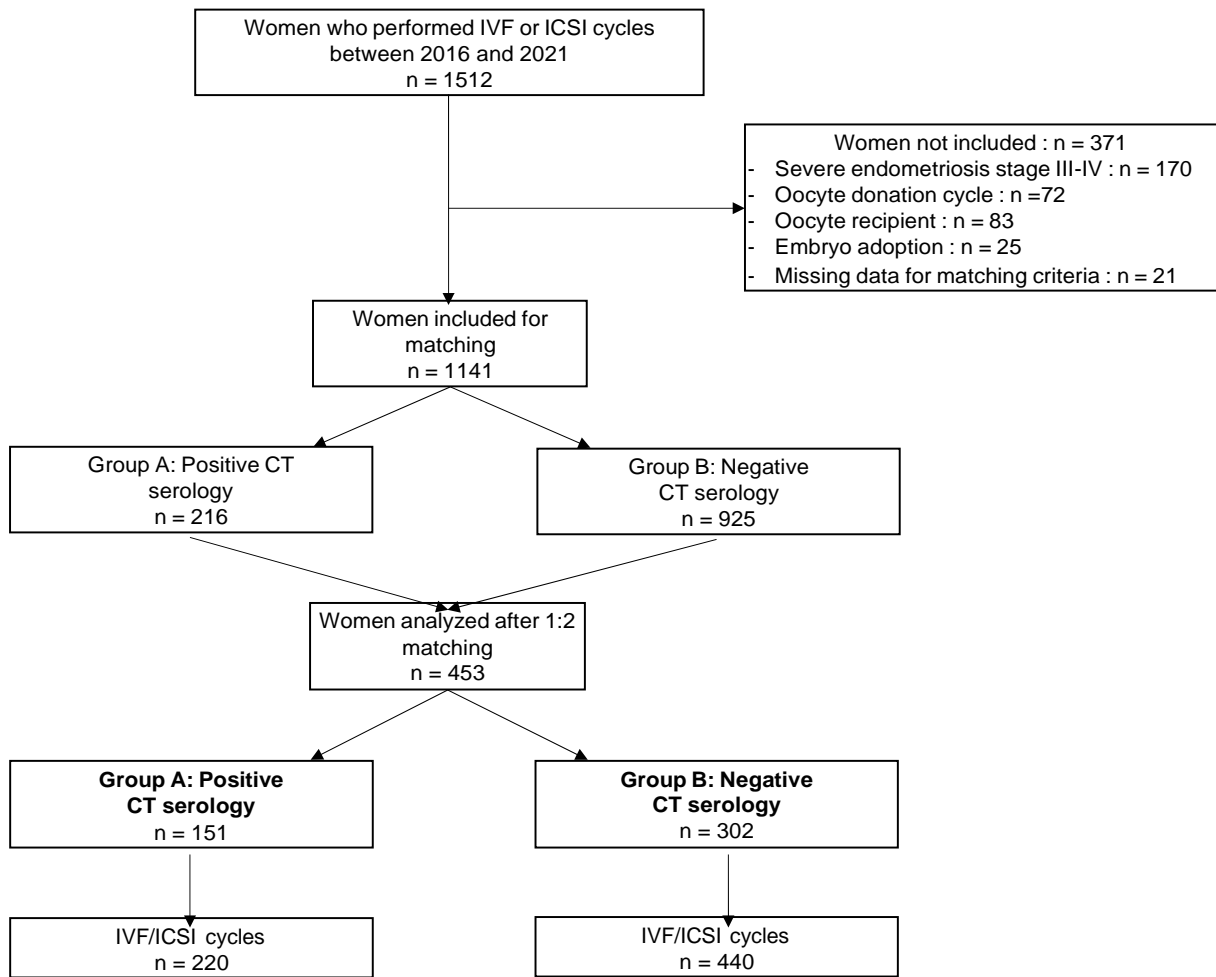 Women who performed IVF or ICSI cycles
between 2016 and 2021
n = 1512
Women not included : n = 371
- Severe endometriosis stage III-IV : n = 170
- Oocyte donation cycle : n =72
- Oocyte recipient : n = 83
- Embryo adoption : n = 25
- Missing data for matching criteria : n = 21
Women included for
matching
n = 1141
Group A: Positive CT
serology
n = 216
Group B: Negative
CT serology
n = 925
Women analyzed after 1:2
matching
n = 453
Group A: Positive
CT serology
n = 151
Group B: Negative
CT serology
n = 302
IVF/ICSI cycles
n = 220
IVF/ICSI cycles
n = 440